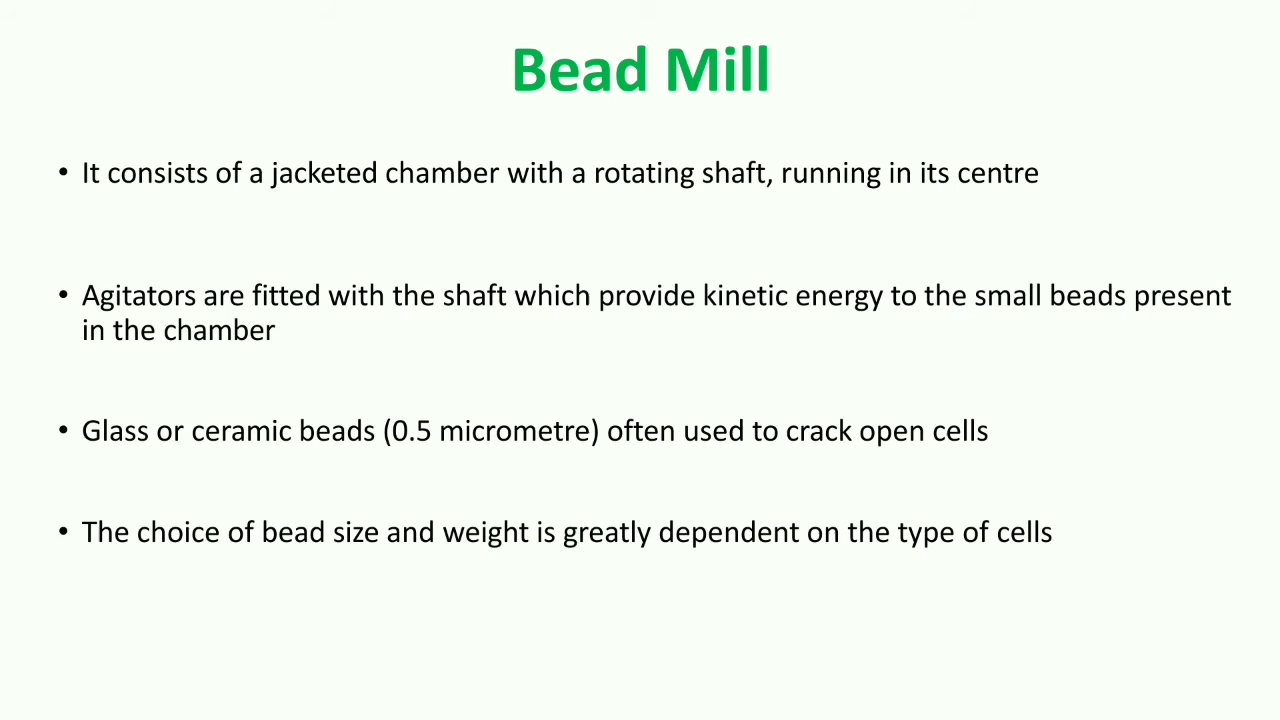 Bead Mill
• It consists of a jacketed chamber with a rotating shaft, running in its centre
• Agitators are fitted with the shaft which provide kinetic energy to the small beads present
in the chamber
• Glass or ceramic beads (0.5 micrometre) often used to crack open cells
• The choice of bead size and weight is greatly dependent on the type of cells